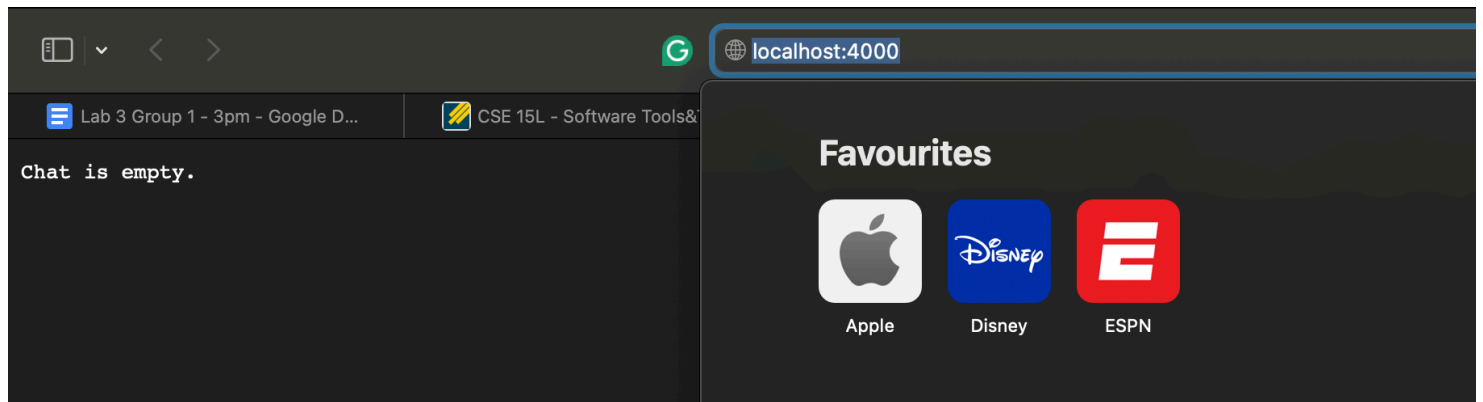 localhost:4000
Lab 3 Group 1 - 3pm - Google D...
CSE 15L - Software Tools&
Chat is empty.
Favourites
Disney
Apple
Disney
ESPN